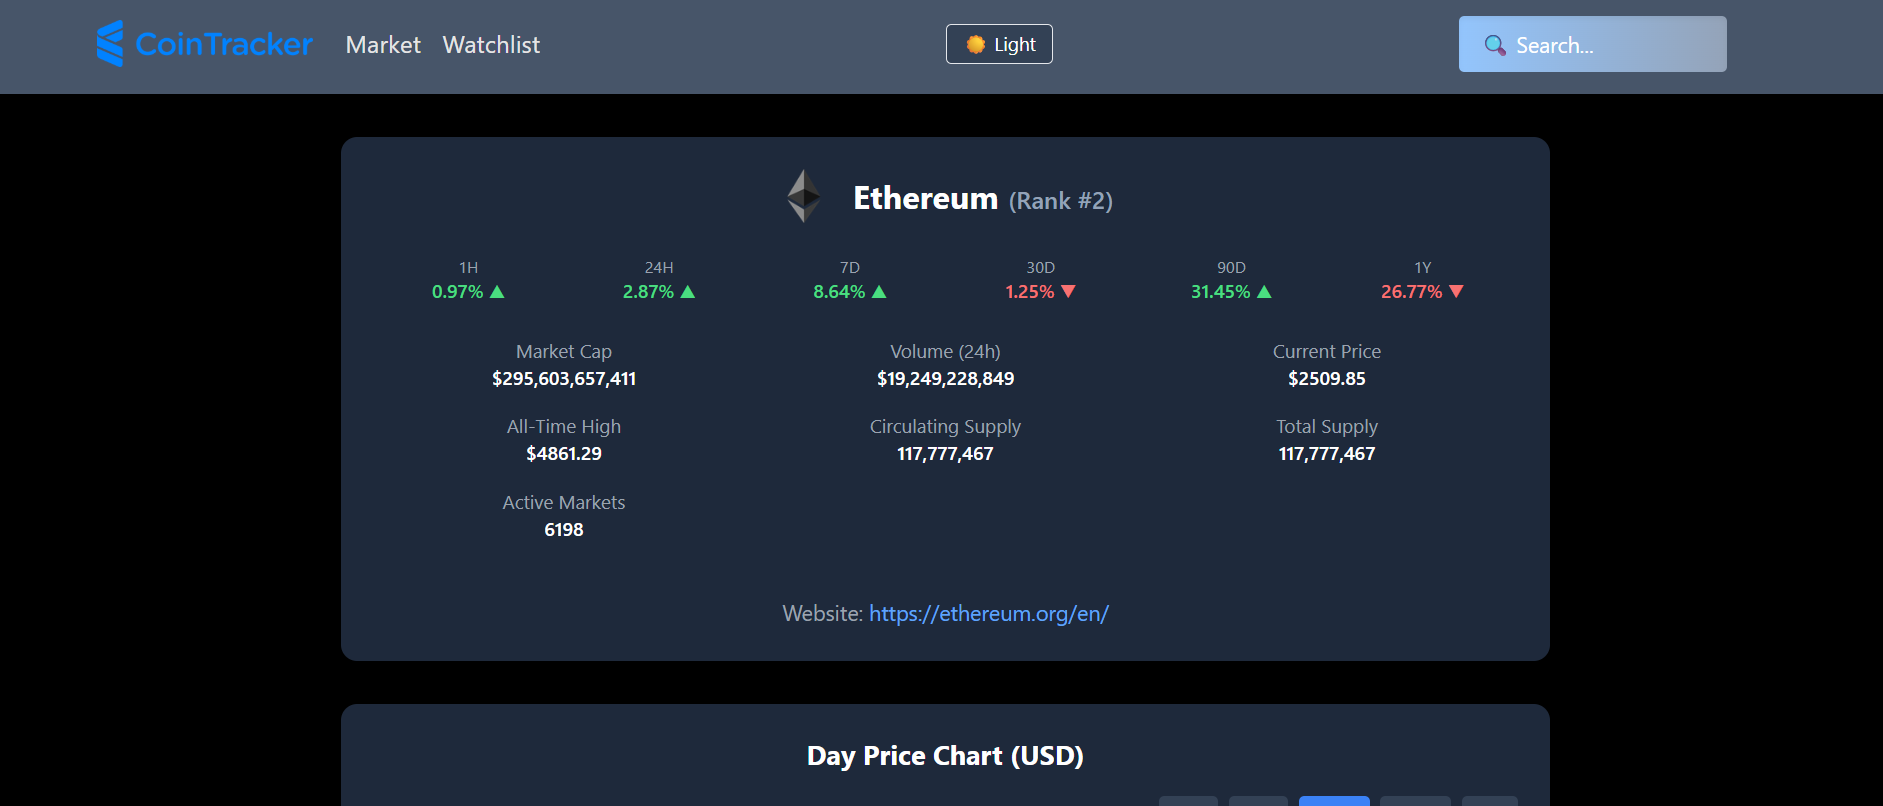 CoinTracker Market Watchlist Light Search...
Ethereum (Rank #2)
1H 24H 7D 30D 90D 1Y
0.97% ▲ 2.87% ▲ 8.64% ▲ 1.25% ▼ 31.45% ▲ 26.77% ▼
Market Cap Volume (24h) Current Price
$295,603,657,411 $19,249,228,849 $2509.85
All-Time High Circulating Supply Total Supply
$4861.29 117,777,467 117,777,467
Active Markets
6198
Website: https://ethereum.org/en/
Day Price Chart (USD)